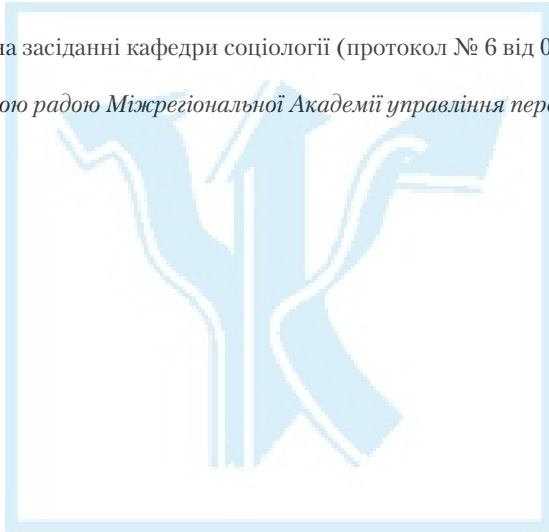 на засіданні кафедри соціології (протокол № 6 від 0
ою радою Міжрегіональної Академії управління пер